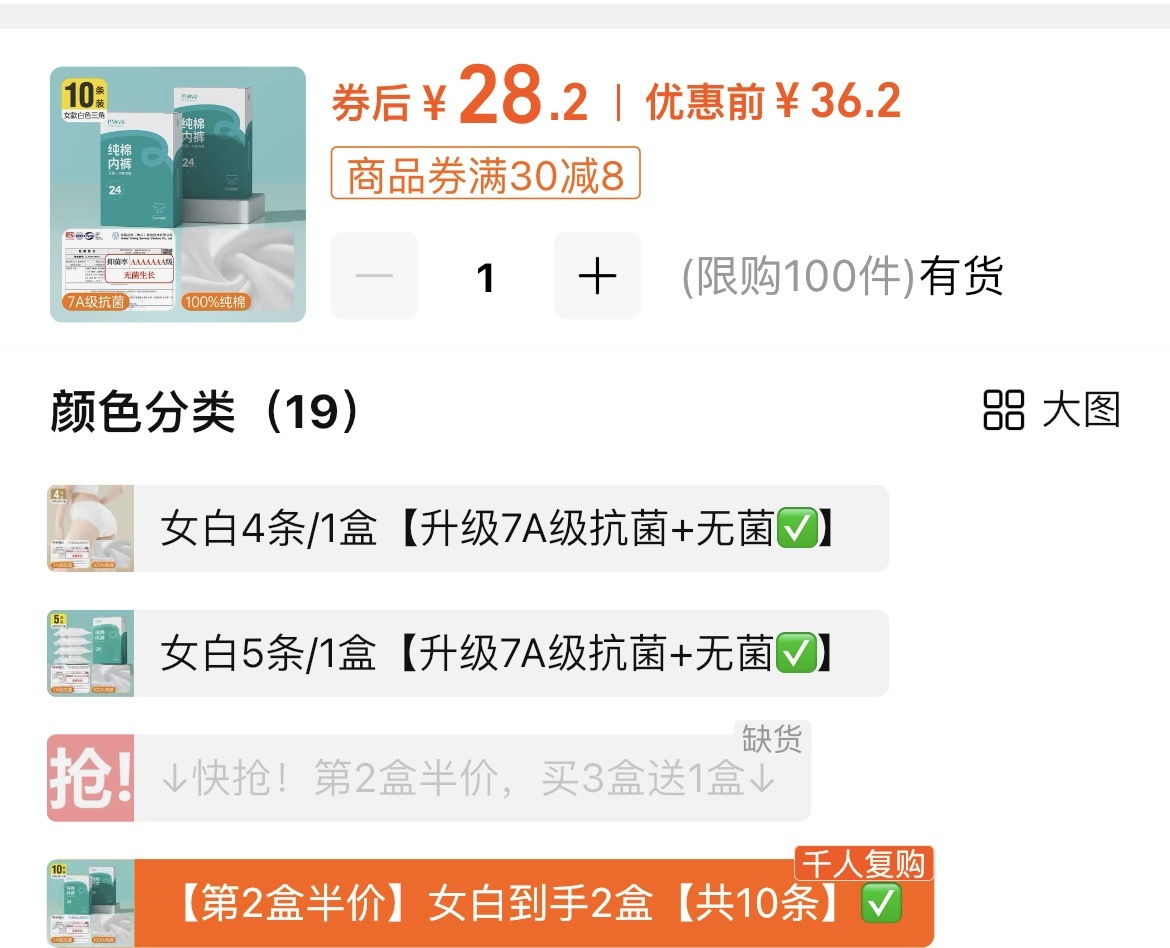 10条装
女款白色三角
纯棉
内裤
24
纯棉
内裤
24
抑菌率 AAAAAAA级
无菌生长
7A级抗菌
100%纯棉
券后￥28.2｜优惠前￥36.2
商品券满30减8
1
(限购100件)有货
颜色分类（19）
大图
女白4条/1盒【升级7A级抗菌+无菌✅】
女白5条/1盒【升级7A级抗菌+无菌✅】
缺货
抢!
↓快抢！第2盒半价，买3盒送1盒↓
千人复购
【第2盒半价】女白到手2盒【共10条】✅